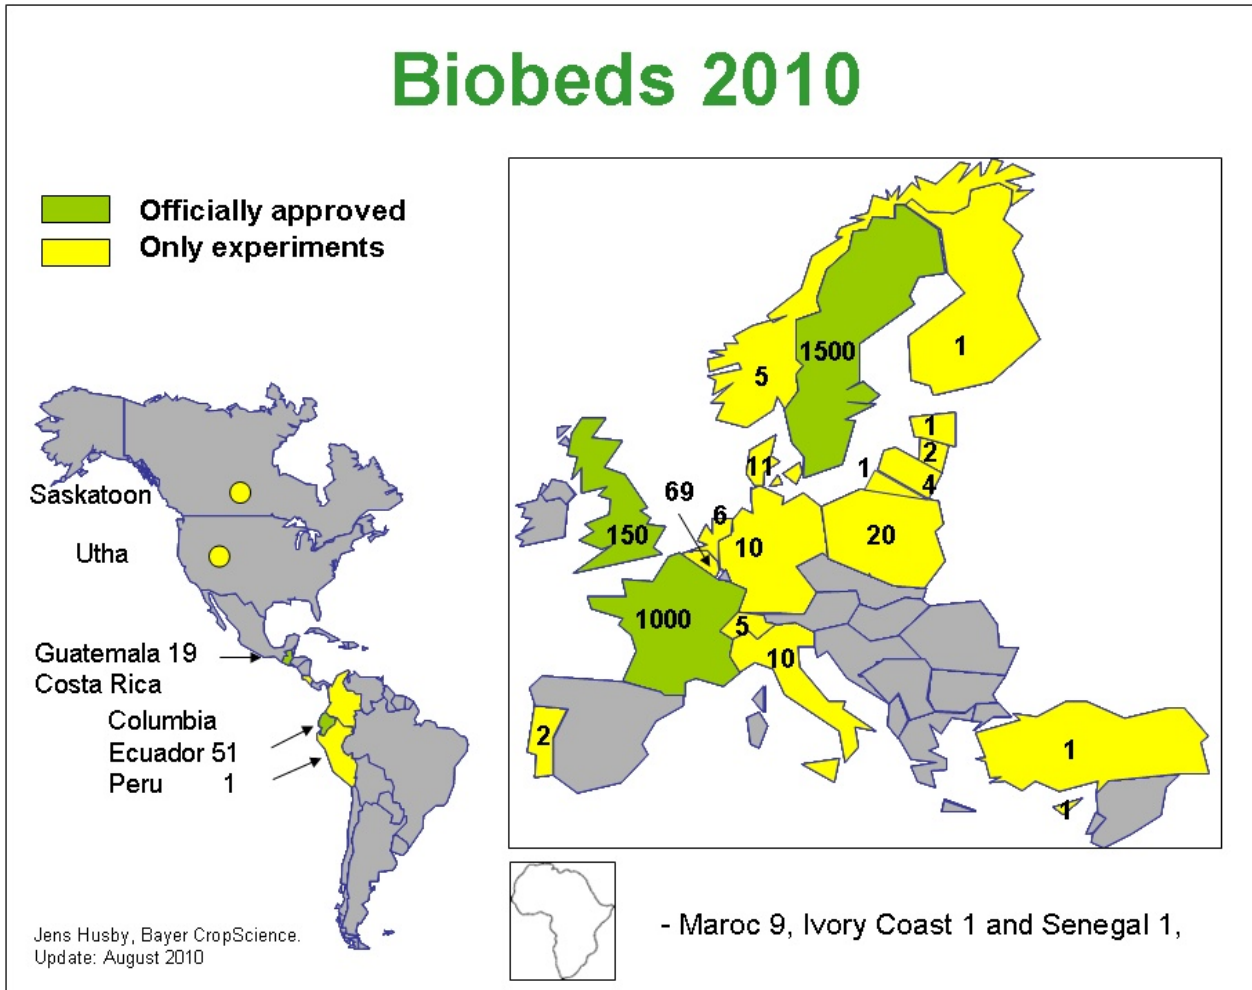 Biobeds 2010
Officially approved
Only experiments
Saskatoon
Utha
Guatemala 19
Costa Rica
Columbia
Ecuador 51
Peru 1
1500
1
5
1
2
1
4
11
69
6
150
10
20
1000
5
10
2
1
1
- Maroc 9, Ivory Coast 1 and Senegal 1,
Jens Husby, Bayer CropScience.
Update: August 2010